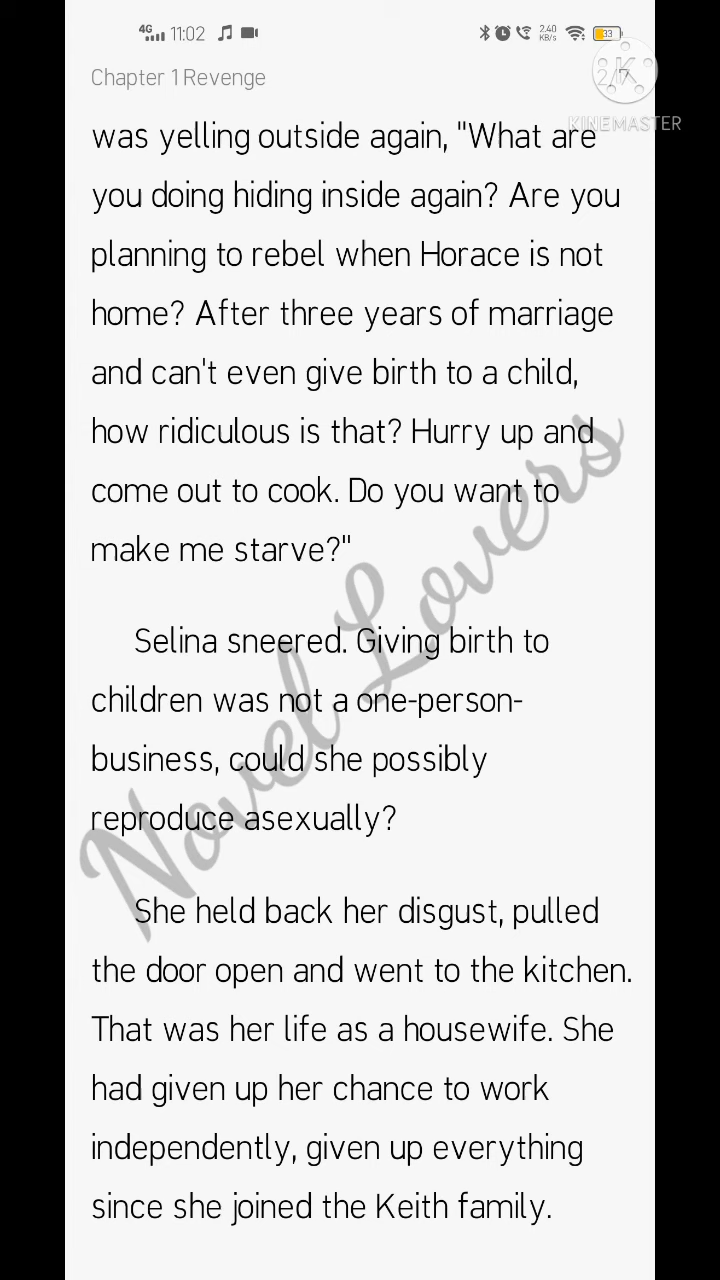 4G 11:02 2.40 KB/s 33
Chapter 1 Revenge
KINEMASTER
was yelling outside again, "What are
you doing hiding inside again? Are you
planning to rebel when Horace is not
home? After three years of marriage
and can't even give birth to a child,
how ridiculous is that? Hurry up and
come out to cook. Do you want to
make me starve?"
Selina sneered. Giving birth to
children was not a one-person-
business, could she possibly
reproduce asexually?
She held back her disgust, pulled
the door open and went to the kitchen.
That was her life as a housewife. She
had given up her chance to work
independently, given up everything
since she joined the Keith family.
Novel Lovers